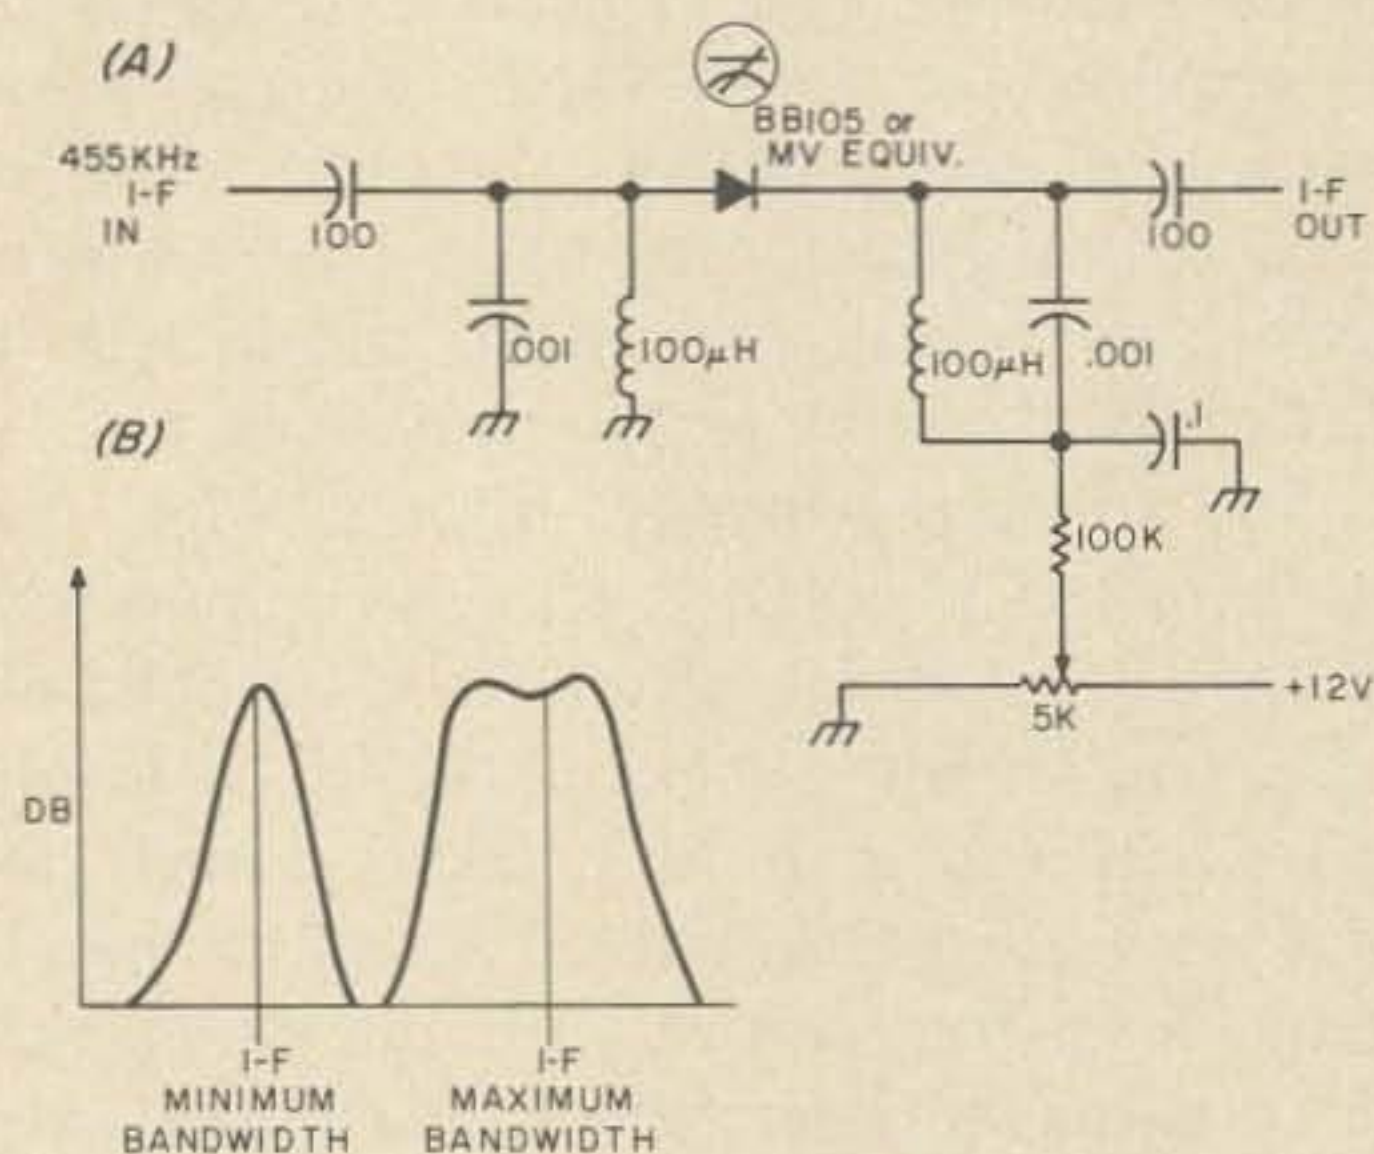 (A)
455KHz
I-F
IN
100
BB105 or
MV EQUIV.
100
I-F
OUT
.001
100µH
100µH
.001
.1
100K
+12V
5K
(B)
DB
I-F
MINIMUM
BANDWIDTH
I-F
MAXIMUM
BANDWIDTH